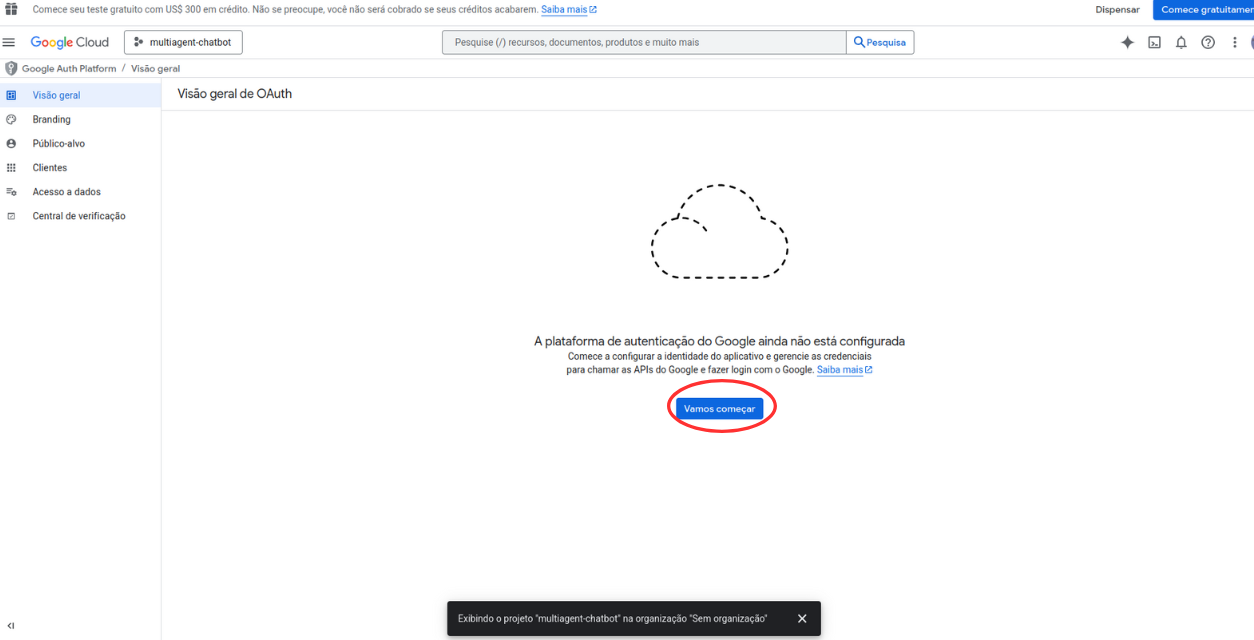 Comece seu teste gratuito com US$ 300 em crédito. Não se preocupe, você não será cobrado se seus créditos acabarem. Saiba mais
Dispensar
Comece gratuitamen
Google Cloud
multiagent-chatbot
Pesquise (/) recursos, documentos, produtos e muito mais
Pesquisa
Google Auth Platform / Visão geral
Visão geral
Branding
Público-alvo
Clientes
Acesso a dados
Central de verificação
Visão geral de OAuth
A plataforma de autenticação do Google ainda não está configurada
Comece a configurar a identidade do aplicativo e gerencie as credenciais
para chamar as APIs do Google e fazer login com o Google. Saiba mais
Vamos começar
Exibindo o projeto "multiagent-chatbot" na organização "Sem organização"